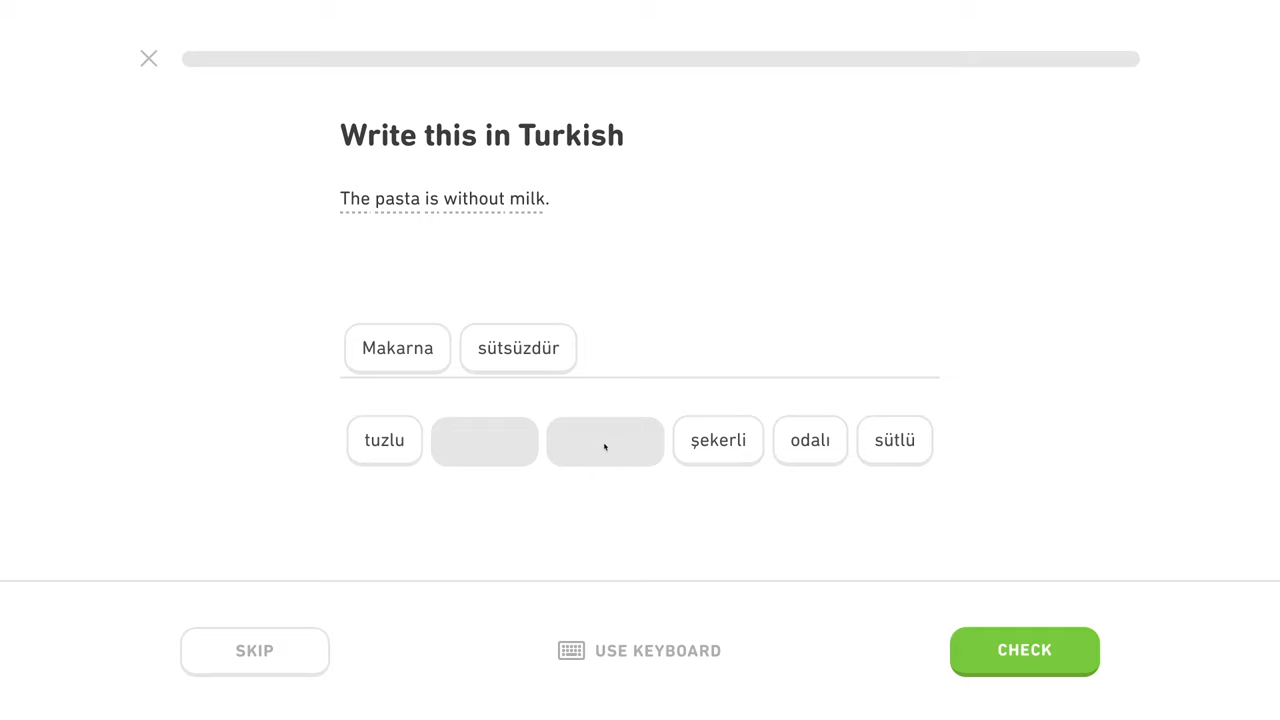 Write this in Turkish
The pasta is without milk.
Makarna sütsüzdür
tuzlu şekerli odalı sütlü
SKIP USE KEYBOARD CHECK